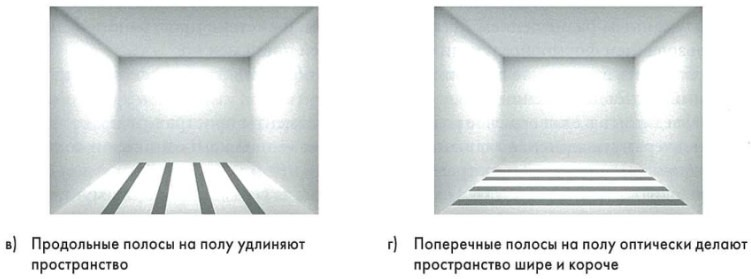 в) Продольные полосы на полу удлиняют
пространство
г) Поперечные полосы на полу оптически делают
пространство шире и короче